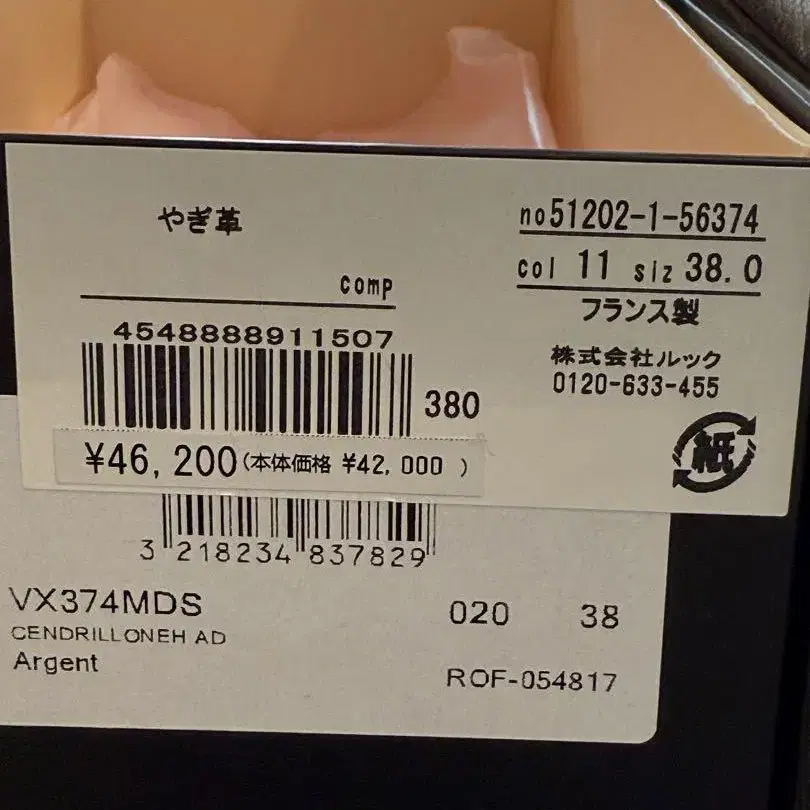 やぎ革
comp
4548888911507
380
¥46,200(本体価格 ¥42,000 )
no51202-1-56374
col 11 siz 38.0
フランス製
株式会社ルック
0120-633-455
紙
3 218234 837829
VX374MDS
020 38
CENDRILLONEH AD
Argent
ROF-054817